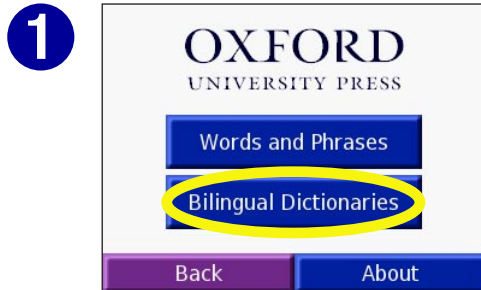 1
OXFORD
UNIVERSITY PRESS
Words and Phrases
Bilingual Dictionaries
Back
About